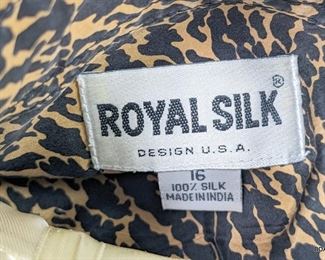 ROYAL SILK ®
DESIGN U.S.A.
16
100% SILK
MADE IN INDIA